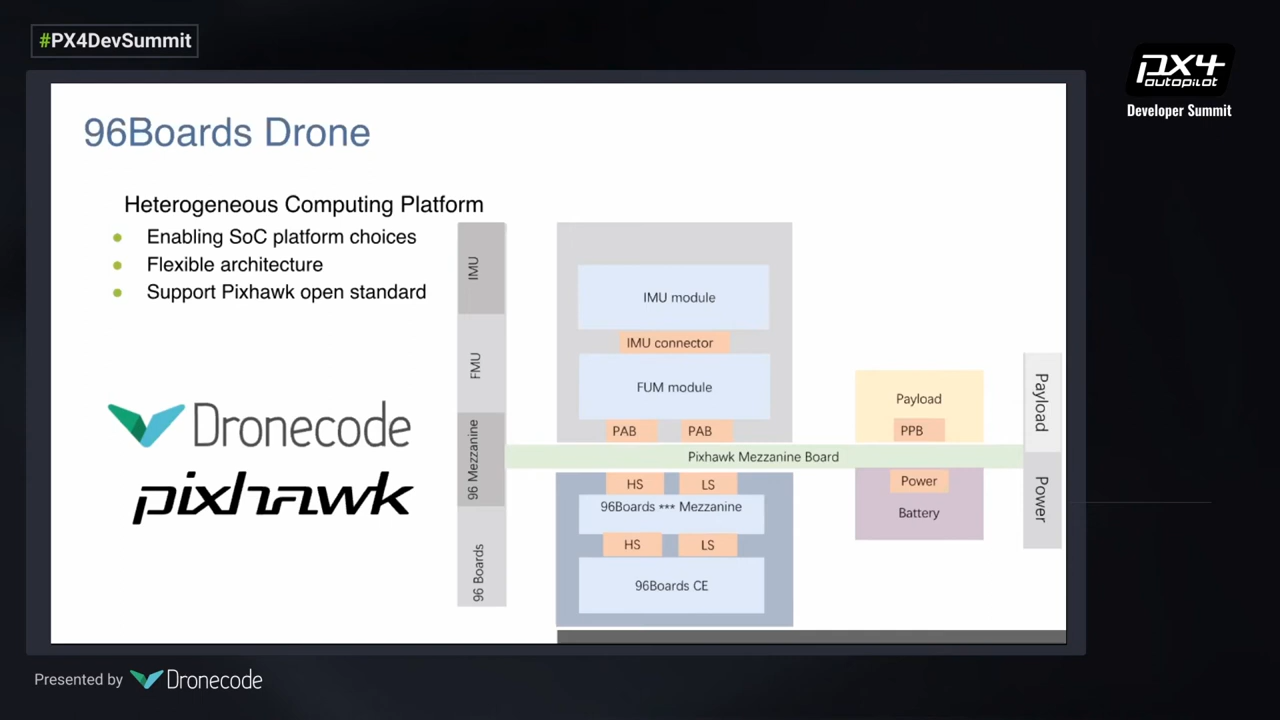 #PX4DevSummit
px4
autopilot
Developer Summit
96Boards Drone
Heterogeneous Computing Platform
Enabling SoC platform choices
Flexible architecture
Support Pixhawk open standard
Dronecode
pixhawk
IMU
FMU
96 Mezzanine
96 Boards
IMU module
IMU connector
FUM module
PAB PAB
Pixhawk Mezzanine Board
HS LS
96Boards *** Mezzanine
HS LS
96Boards CE
Payload
PPB
Power
Battery
Payload
Power
Presented by Dronecode